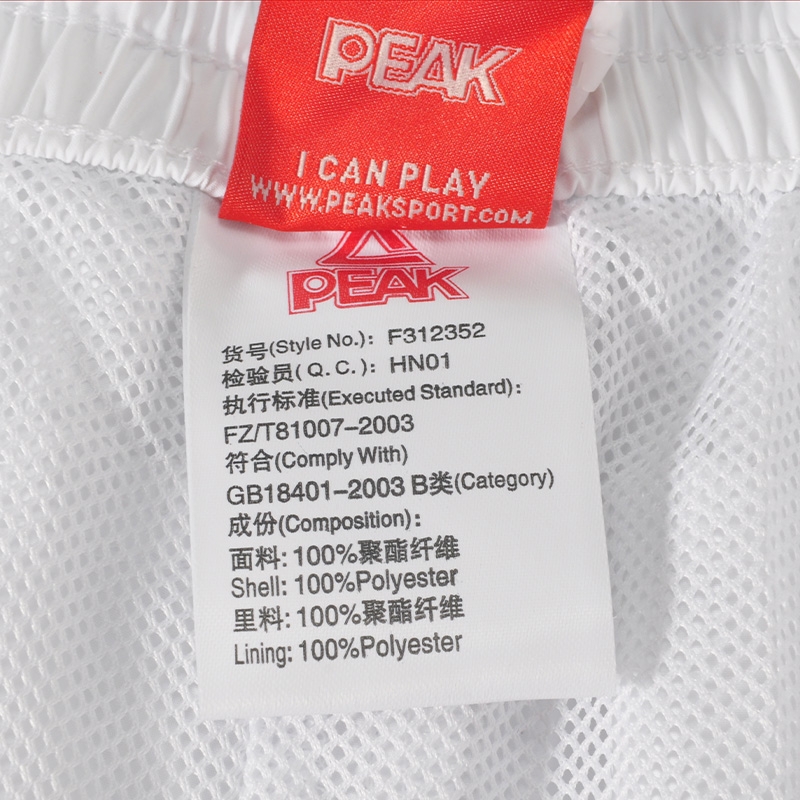 PEAK
I CAN PLAY
WWW.PEAKSPORT.COM
PEAK
货号(Style No.): F312352
检验员(Q.C.): HN01
执行标准(Executed Standard):
FZ/T81007-2003
符合(Comply With)
GB18401-2003 B类(Category)
成份(Composition):
面料: 100%聚酯纤维
Shell: 100%Polyester
里料: 100%聚酯纤维
Lining: 100%Polyester